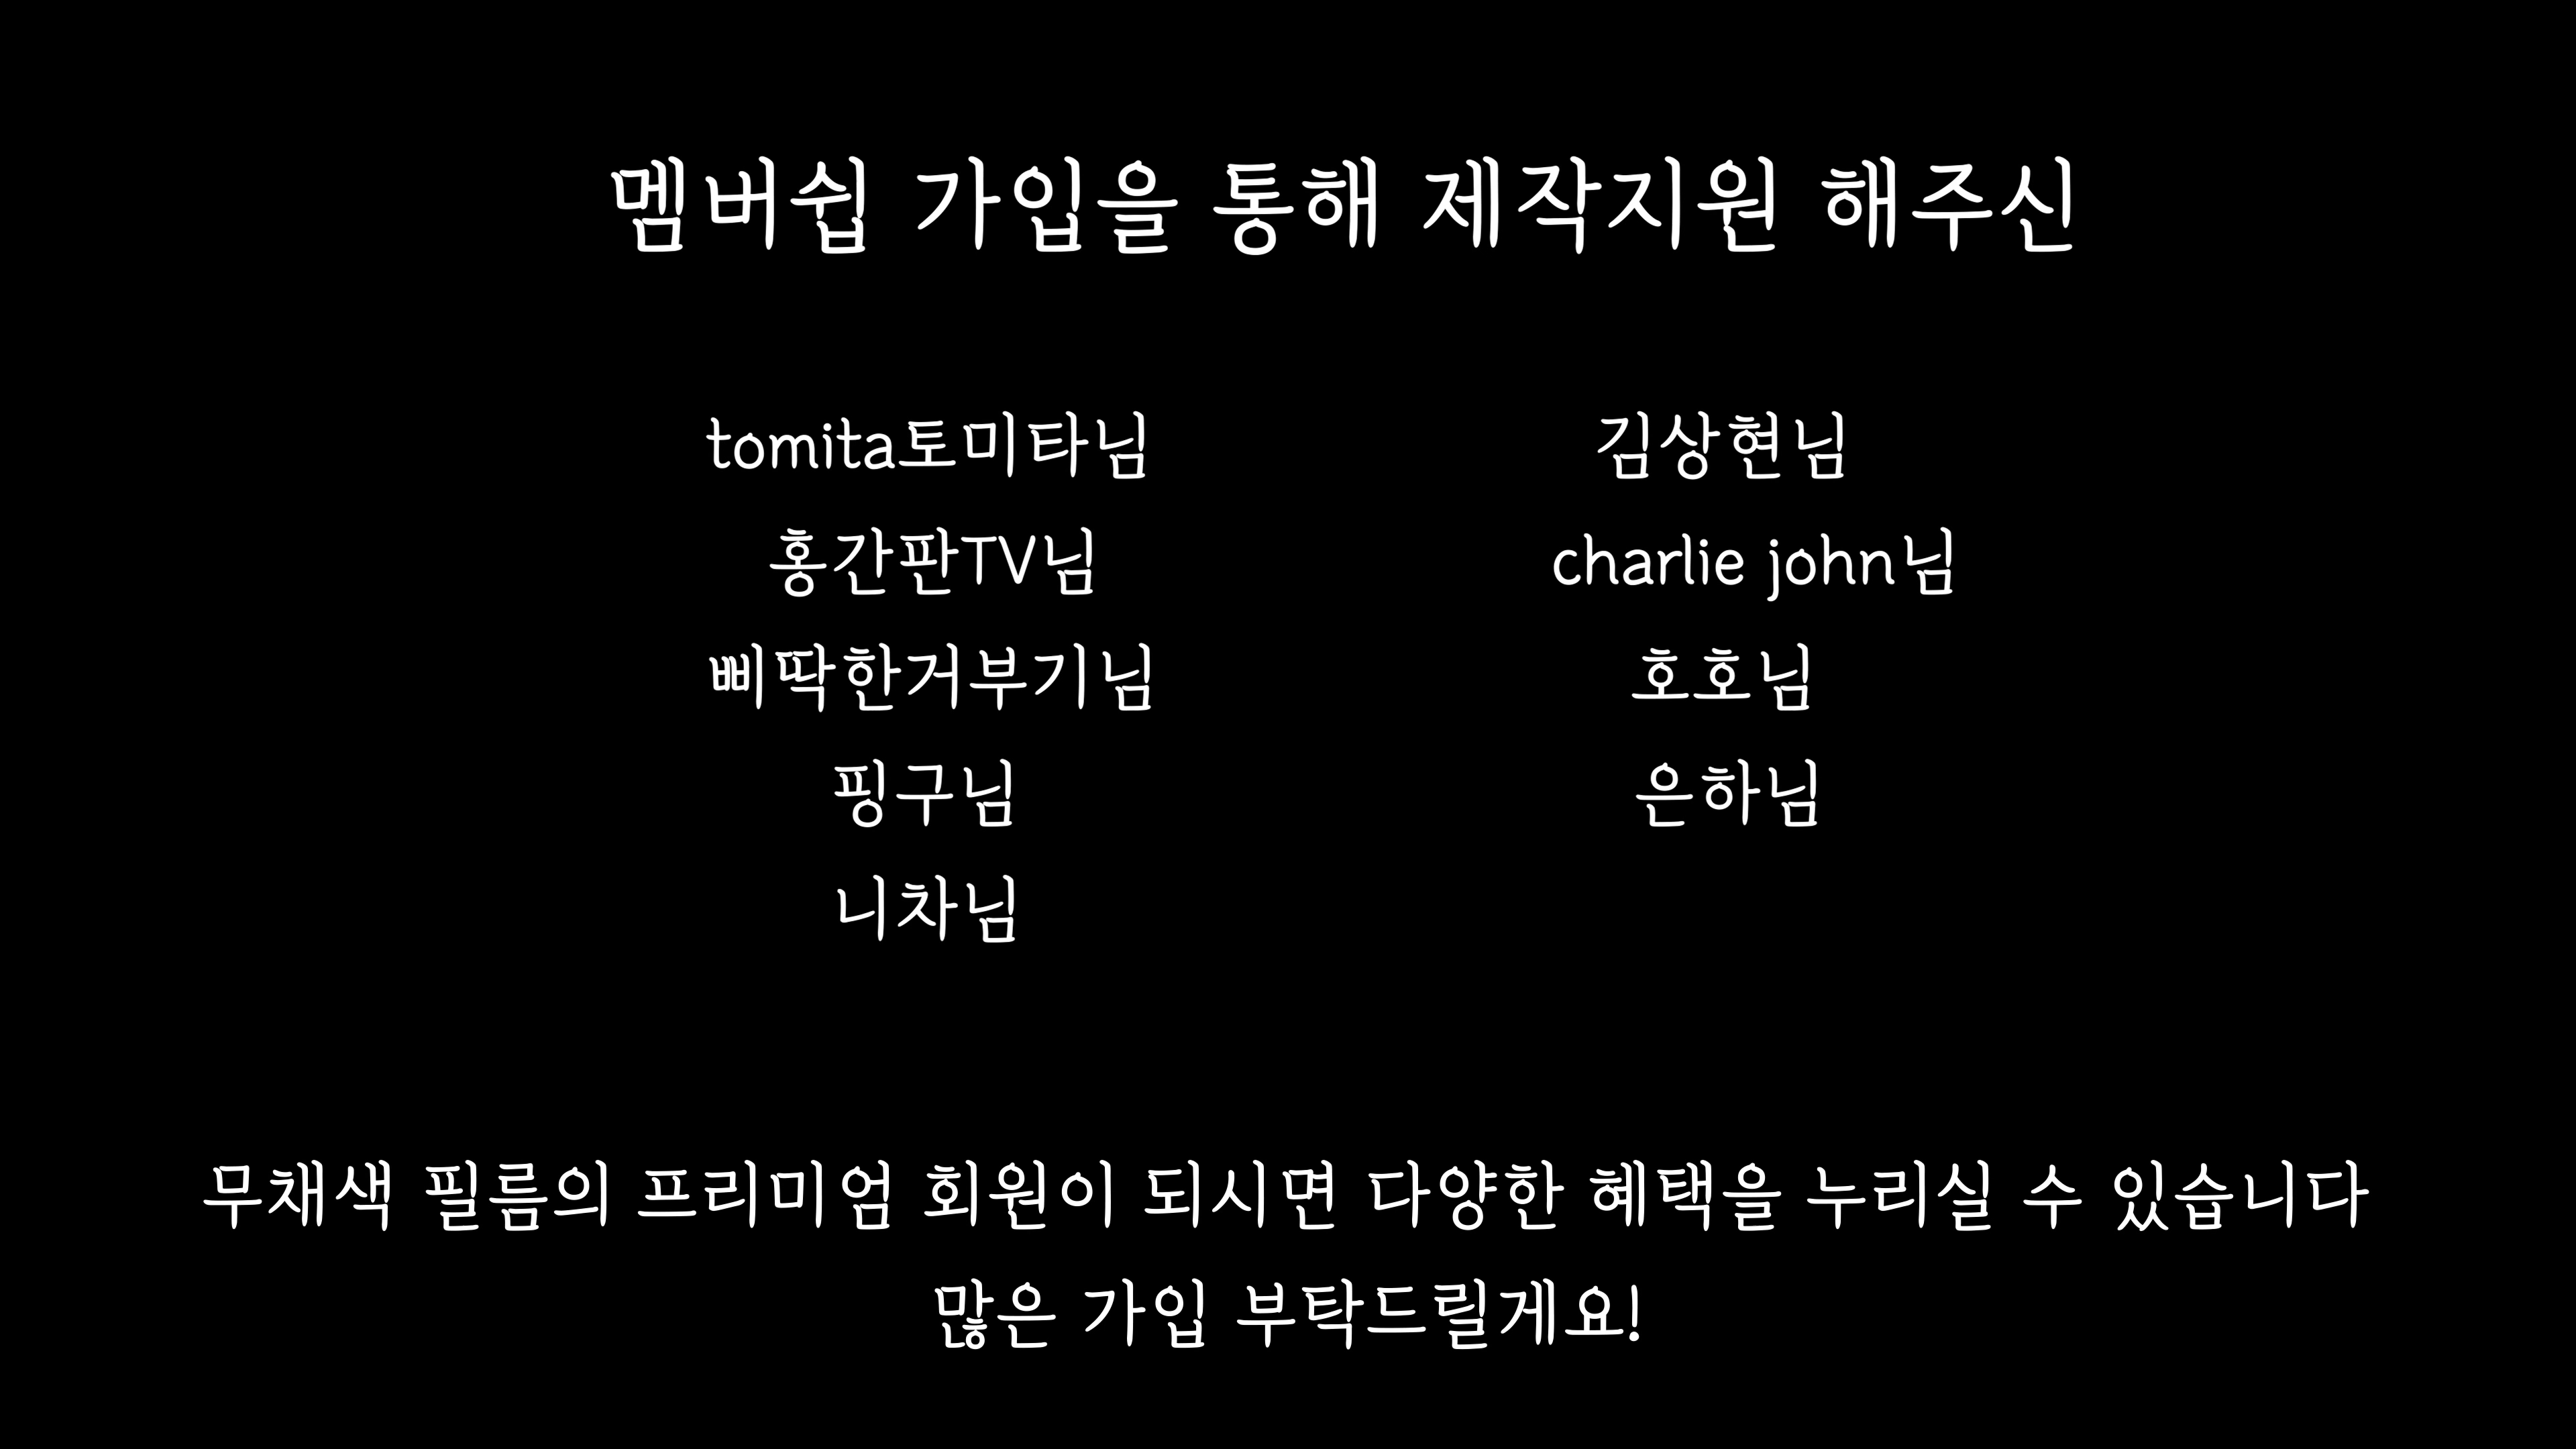 멤버쉽 가입을 통해 제작지원 해주신
tomita토미타님
홍간판TV님
삐딱한거부기님
핑구님
니차님
김상현님
charlie john님
호호님
은하님
무채색 필름의 프리미엄 회원이 되시면 다양한 혜택을 누리실 수 있습니다
많은 가입 부탁드릴게요!